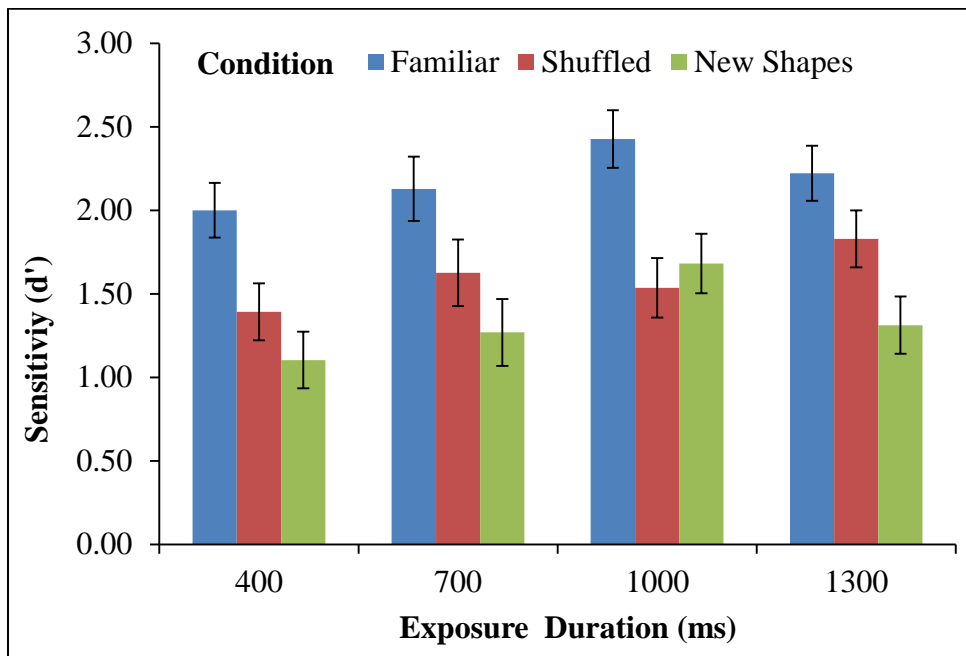 3.00
Condition Familiar Shuffled New Shapes
2.50
2.00
1.50
1.00
0.50
0.00
Sensitiviy (d')
400 700 1000 1300
Exposure Duration (ms)